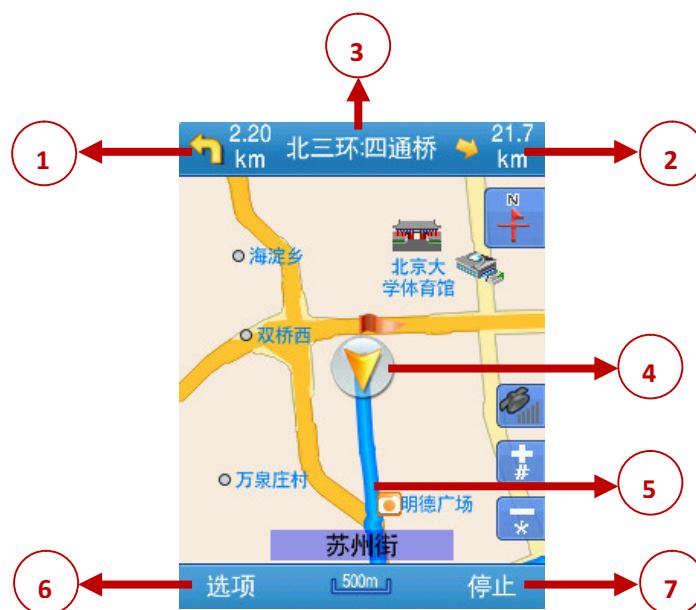 3
1
2.20
km
北三环:四通桥
21.7
km
2
N
海淀乡
北京大
学体育馆
双桥西
4
#
万泉庄村
明德广场
5
*
苏州街
6
选项
500m
停止
7